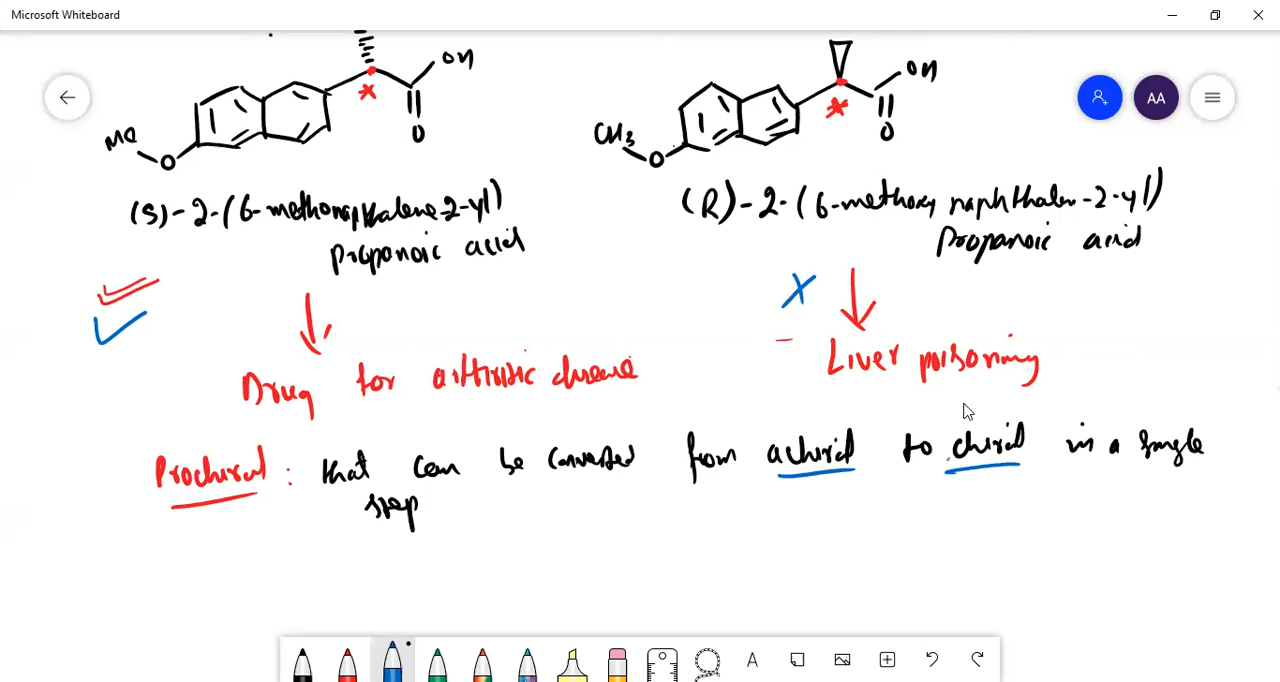 Microsoft Whiteboard
OH
OH
AA
O
O
Me
CH3
O
O
(S)-2-(6-methonaphthalene-2-yl)
propanoic acid
(R)-2-(6-methoxy naphthalen-2-yl)
Propanoic acid
Drug for arthritic disease
Liver poisoning
Prochiral : that can be converted from achiral to chiral in a single
step
A